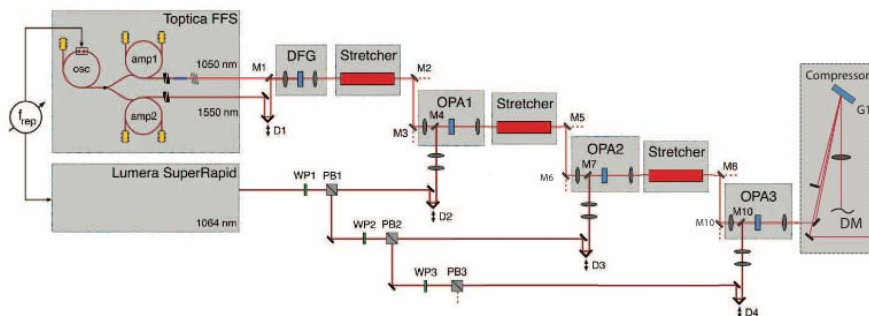 Toptica FFS
osc
amp1
amp2
1050 nm
1550 nm
f rep
Lumera SuperRapid
1064 nm
M1
D1
DFG
Stretcher
M2
M3
OPA1
M4
Stretcher
M5
M6
OPA2
M7
Stretcher
M8
M10
OPA3
M10
Compressor
G1
DM
WP1
PB1
D2
WP2
PB2
D3
WP3
PB3
D4